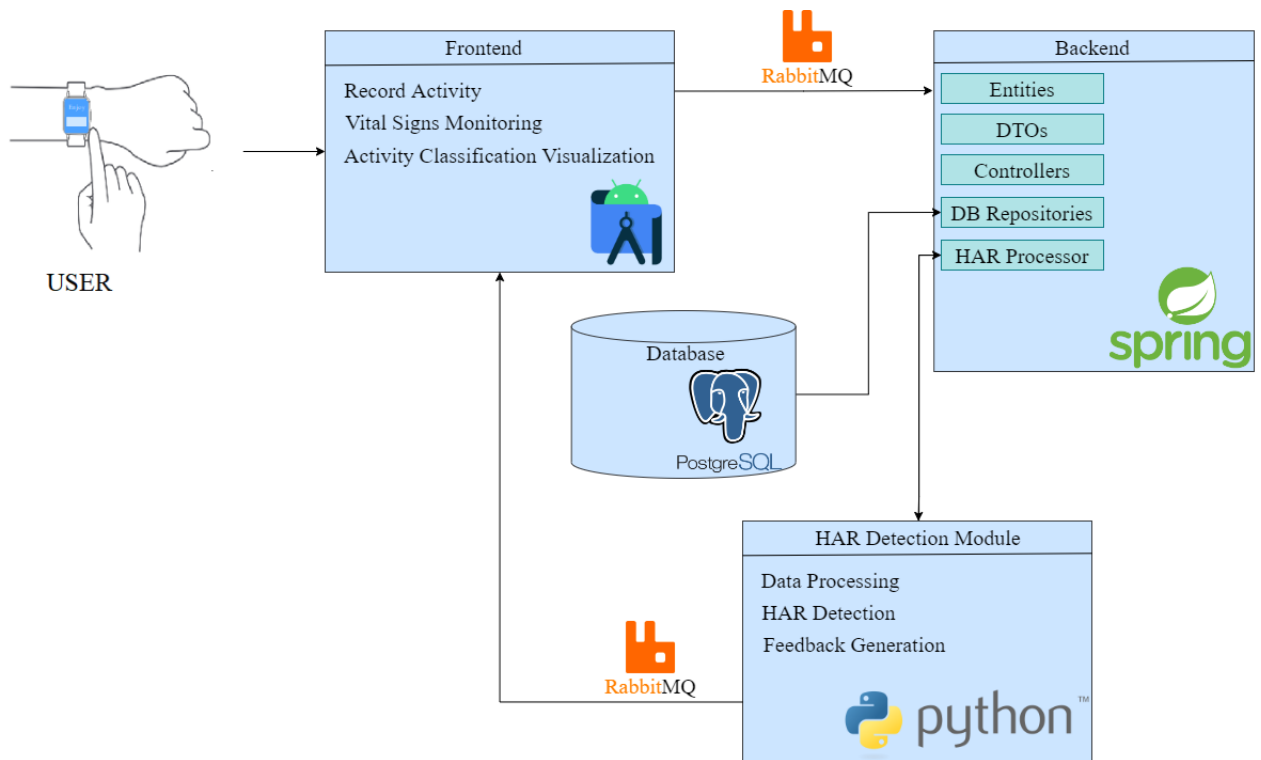 Frontend
Record Activity
Vital Signs Monitoring
Activity Classification Visualization
RabbitMQ
Backend
Entities
DTOs
Controllers
DB Repositories
HAR Processor
spring
USER
Database
PostgreSQL
HAR Detection Module
Data Processing
HAR Detection
Feedback Generation
RabbitMQ
python™